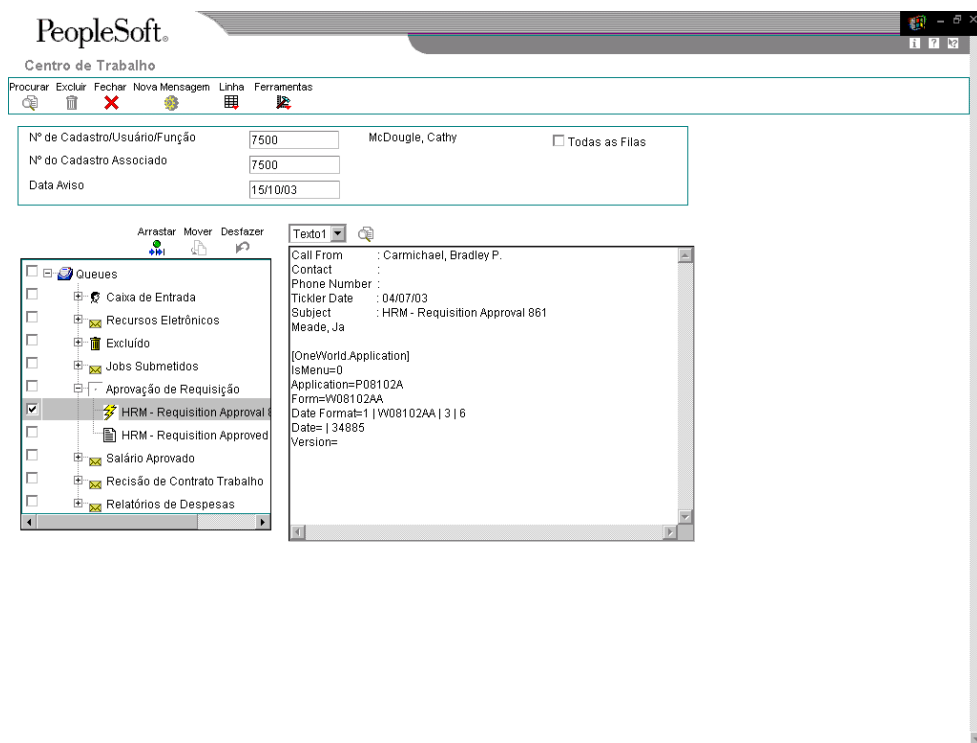 PeopleSoft®
Centro de Trabalho
Procurar Excluir Fechar Nova Mensagem Linha Ferramentas
Nº de Cadastro/Usuário/Função 7500 McDougle, Cathy Todas as Filas
Nº do Cadastro Associado 7500
Data Aviso 15/10/03
Arrastar Mover Desfazer
Texto1
Queues
Caixa de Entrada
Recursos Eletrônicos
Excluído
Jobs Submetidos
Aprovação de Requisição
HRM - Requisition Approval
HRM - Requisition Approved
Salário Aprovado
Recisão de Contrato Trabalho
Relatórios de Despesas
Call From : Carmichael, Bradley P.
Contact :
Phone Number :
Tickler Date : 04/07/03
Subject : HRM - Requisition Approval 861
Meade, Ja
[OneWorld.Application]
IsMenu=0
Application=P08102A
Form=W08102AA
Date Format=1 | W08102AA | 3 | 6
Date= | 34885
Version=